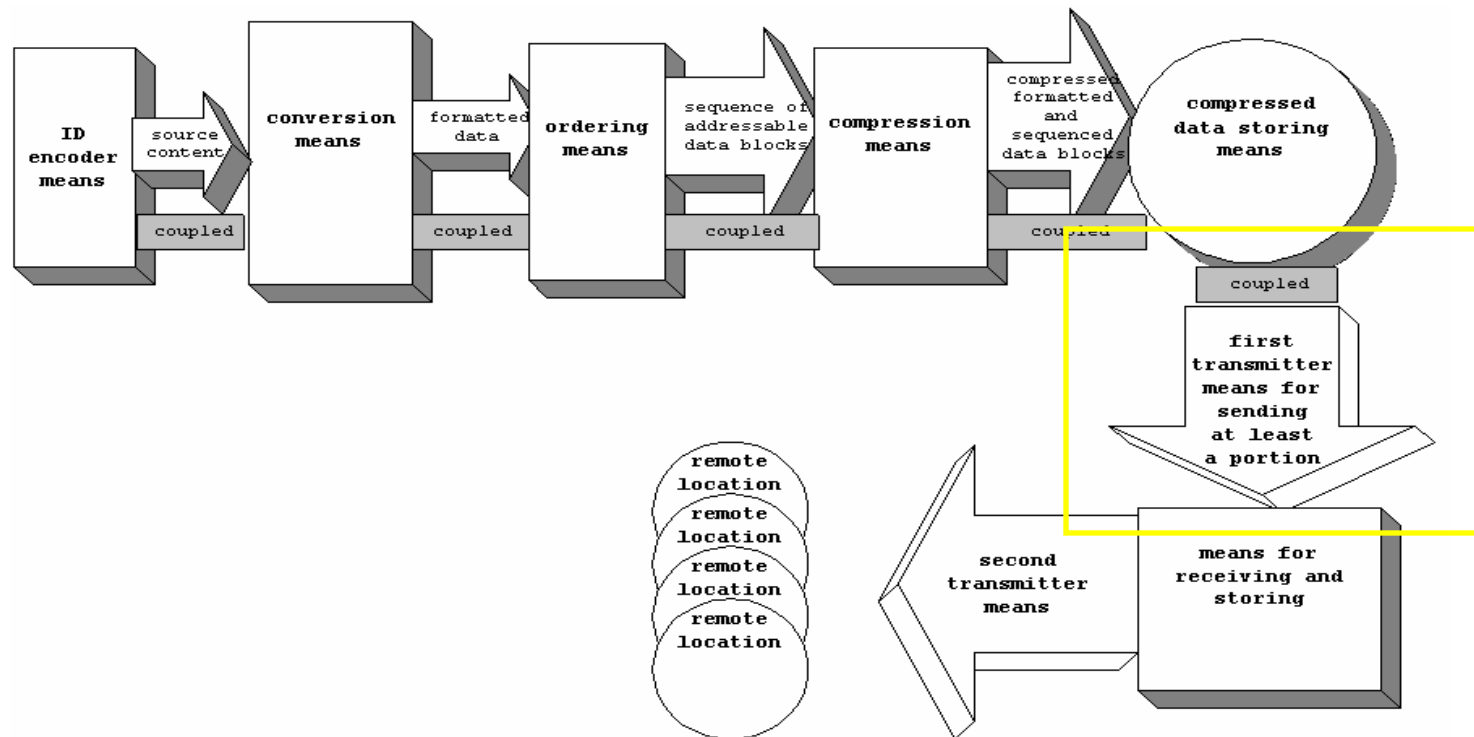 ID
encoder
means
source
content
coupled
conversion
means
formatted
data
coupled
ordering
means
sequence of
addressable
data blocks
coupled
compression
means
compressed
formatted
and
sequenced
data blocks
coupled
compressed
data storing
means
coupled
first
transmitter
means for
sending
at least
a portion
means for
receiving and
storing
second
transmitter
means
remote
location
remote
location
remote
location
remote
location